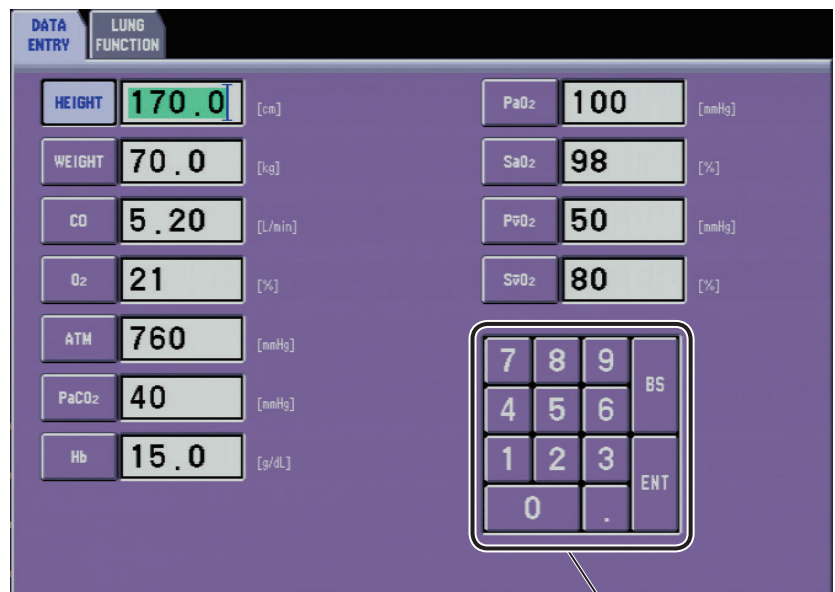 DATA ENTRY
LUNG FUNCTION
HEIGHT 170.0 [cm]
WEIGHT 70.0 [kg]
CO 5.20 [L/min]
O₂ 21 [%]
ATM 760 [mmHg]
PaCO₂ 40 [mmHg]
Hb 15.0 [g/dL]
PaO₂ 100 [mmHg]
SaO₂ 98 [%]
Pv̄O₂ 50 [mmHg]
Sv̄O₂ 80 [%]
7 8 9 BS
4 5 6
1 2 3 ENT
0 .